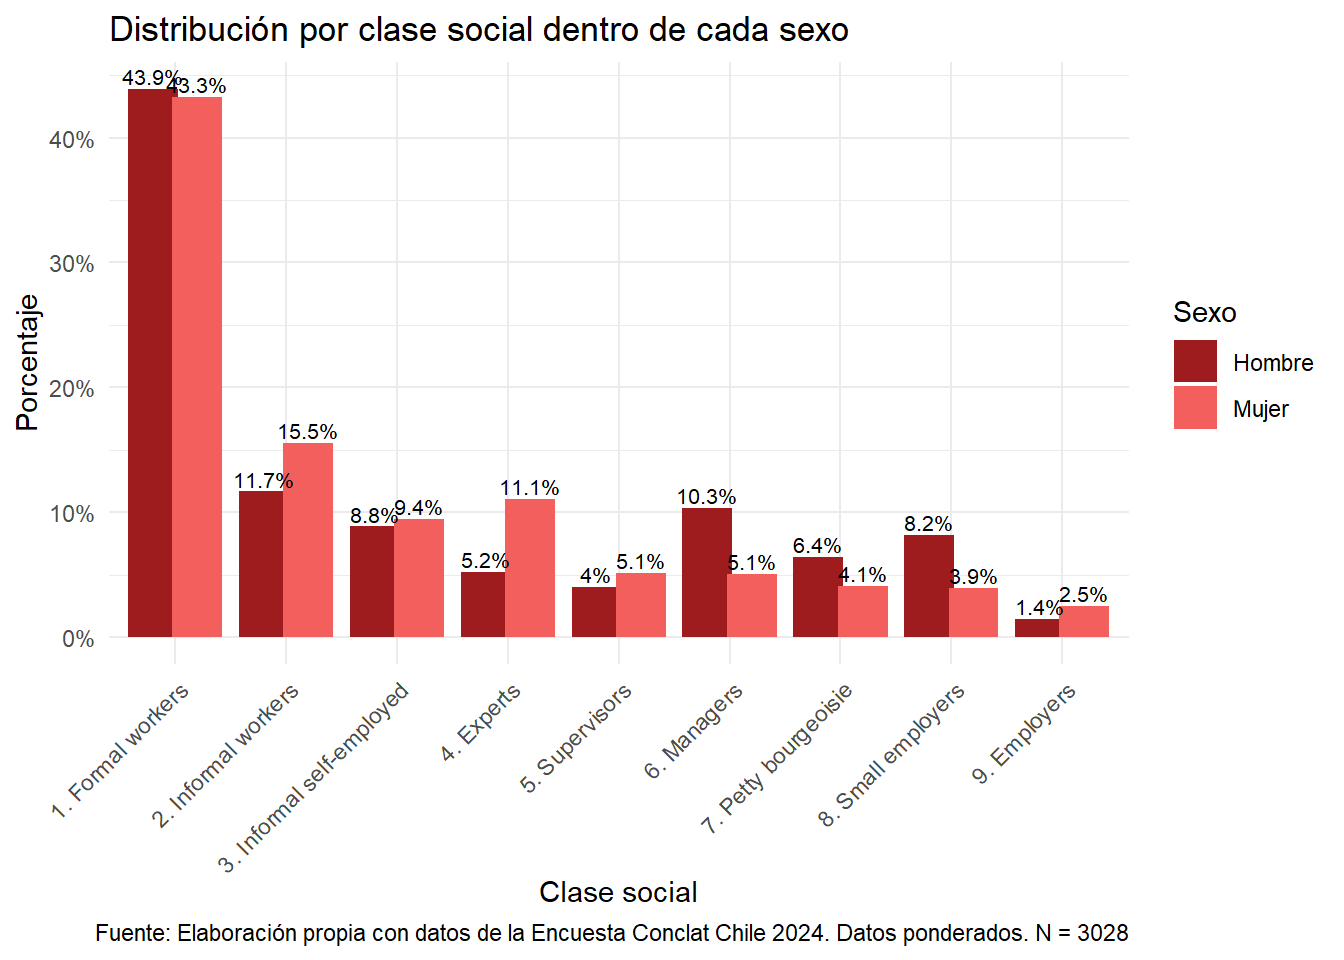 Distribución por clase social dentro de cada sexo
43.9%
43.3%
11.7%
15.5%
8.8%
9.4%
5.2%
11.1%
4%
5.1%
10.3%
5.1%
6.4%
4.1%
8.2%
3.9%
1.4%
2.5%
40%
30%
20%
10%
0%
Porcentaje
Sexo
Hombre
Mujer
1. Formal workers
2. Informal workers
3. Informal self-employed
4. Experts
5. Supervisors
6. Managers
7. Petty bourgeoisie
8. Small employers
9. Employers
Clase social
Fuente: Elaboración propia con datos de la Encuesta Conclat Chile 2024. Datos ponderados. N = 3028